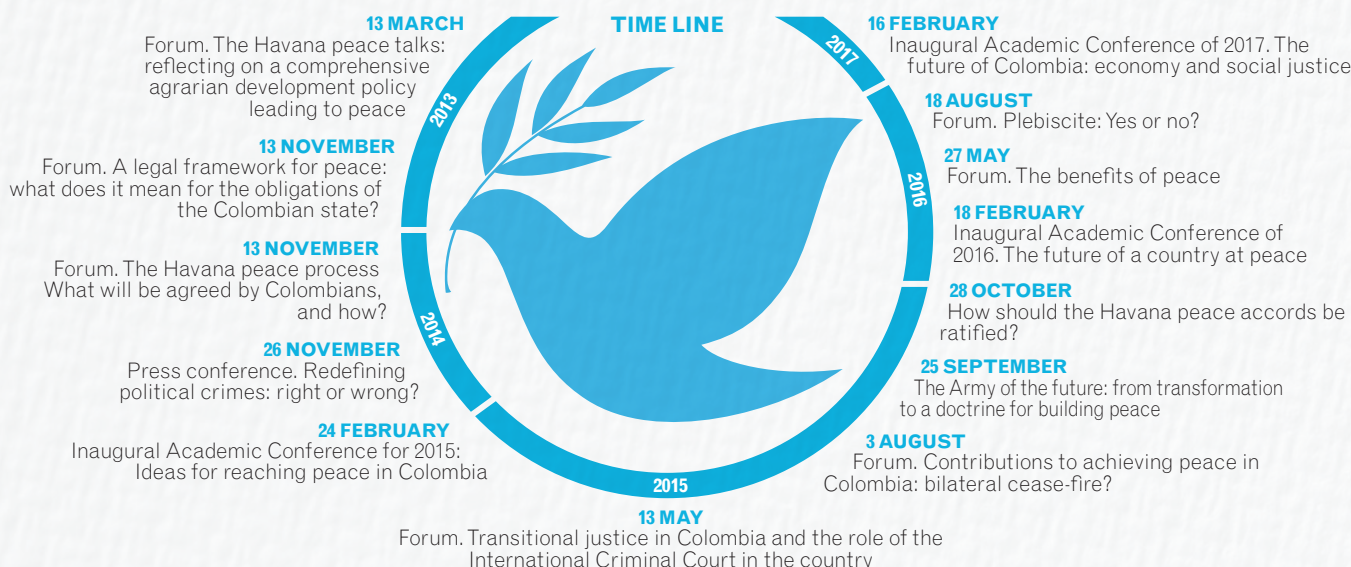 TIME LINE
13 MARCH
Forum. The Havana peace talks:
reflecting on a comprehensive
agrarian development policy
leading to peace
2013
13 NOVEMBER
Forum. A legal framework for peace:
what does it mean for the obligations of
the Colombian state?
13 NOVEMBER
Forum. The Havana peace process
What will be agreed by Colombians,
and how?
2014
26 NOVEMBER
Press conference. Redefining
political crimes: right or wrong?
24 FEBRUARY
Inaugural Academic Conference for 2015:
Ideas for reaching peace in Colombia
2015
13 MAY
Forum. Transitional justice in Colombia and the role of the
International Criminal Court in the country
3 AUGUST
Forum. Contributions to achieving peace in
Colombia: bilateral cease-fire?
25 SEPTEMBER
The Army of the future: from transformation
to a doctrine for building peace
28 OCTOBER
How should the Havana peace accords be
ratified?
18 FEBRUARY
Inaugural Academic Conference of
2016. The future of a country at peace
2016
27 MAY
Forum. The benefits of peace
18 AUGUST
Forum. Plebiscite: Yes or no?
2017
16 FEBRUARY
Inaugural Academic Conference of 2017. The
future of Colombia: economy and social justice